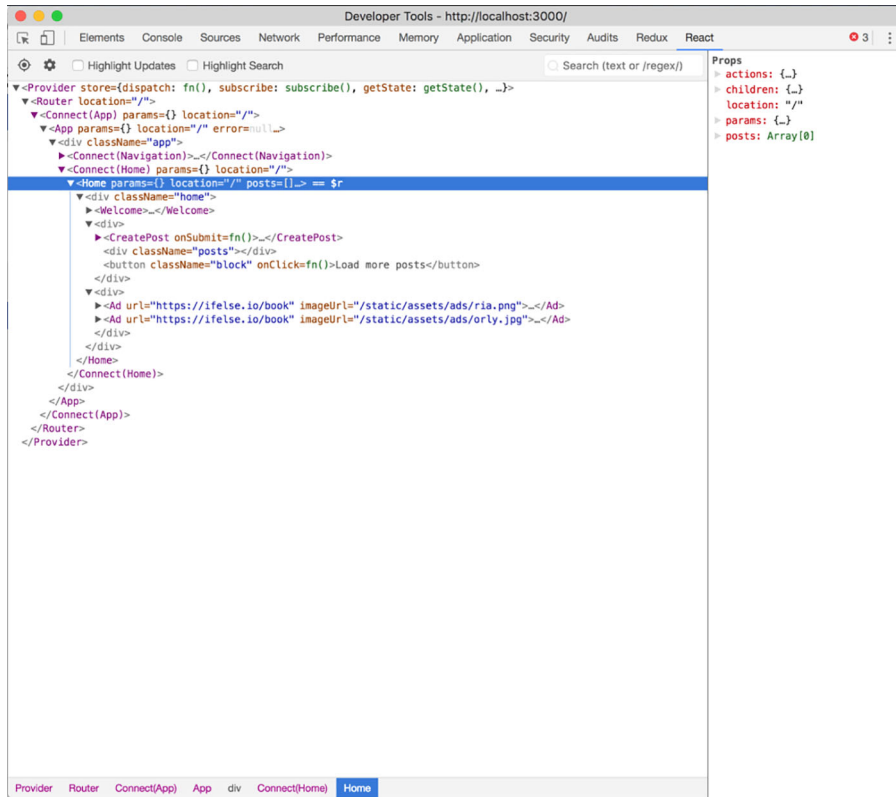 Developer Tools - http://localhost:3000/
Elements Console Sources Network Performance Memory Application Security Audits Redux React 3
Highlight Updates Highlight Search Search (text or /regex/)
<Provider store={dispatch: fn(), subscribe: subscribe(), getState: getState(), …}>
<Router location="/">
<Connect(App) params={} location="/">
<App params={} location="/" error=null…>
<div className="app">
<Connect(Navigation)>…</Connect(Navigation)>
<Connect(Home) params={} location="/">
<Home params={} location="/" posts=[]…> == $r
<div className="home">
<Welcome>…</Welcome>
<div>
<CreatePost onSubmit=fn()>…</CreatePost>
<div className="posts"></div>
<button className="block" onClick=fn()>Load more posts</button>
</div>
<div>
<Ad url="https://ifelse.io/book" imageUrl="/static/assets/ads/ria.png">…</Ad>
<Ad url="https://ifelse.io/book" imageUrl="/static/assets/ads/orly.jpg">…</Ad>
</div>
</div>
</Home>
</Connect(Home)>
</div>
</App>
</Connect(App)>
</Router>
</Provider>
Props
actions: {…}
children: {…}
location: "/"
params: {…}
posts: Array[0]
Provider Router Connect(App) App div Connect(Home) Home